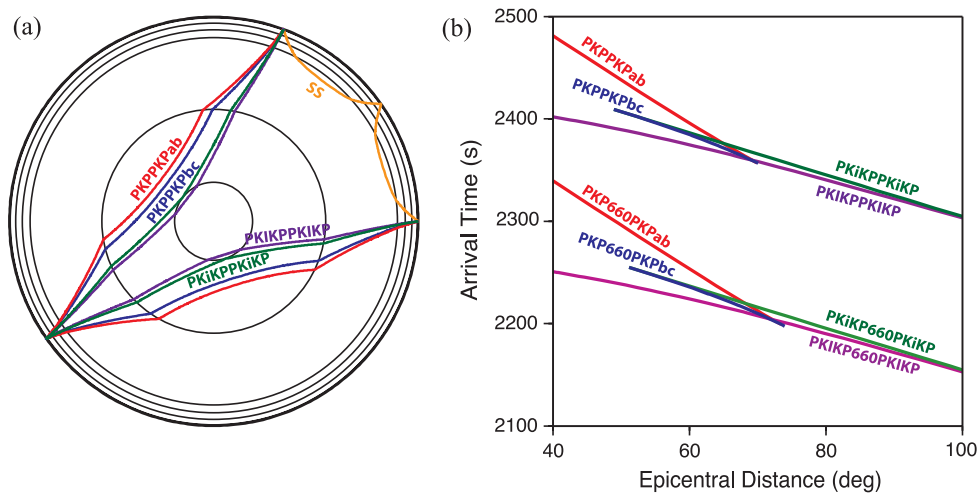 (a)
SS
PKPPKPab
PKPPKPbc
PKIKPPKIKP
PKiKPPKiKP
(b)
2500
2400
2300
2200
2100
Arrival Time (s)
PKPPKPab
PKPPKPbc
PKiKPPKiKP
PKIKPPKIKP
PKP660PKPab
PKP660PKPbc
PKiKP660PKiKP
PKIKP660PKIKP
40
60
80
100
Epicentral Distance (deg)